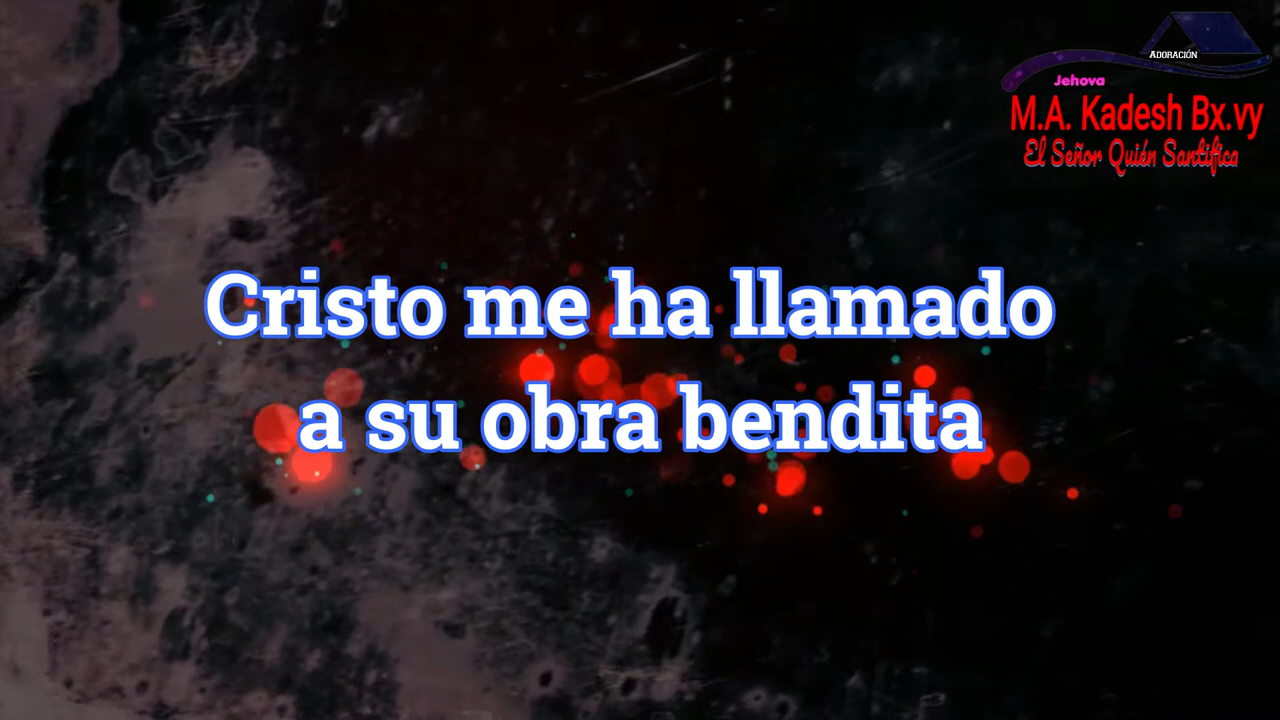 ADORACIÓN
Jehova
M.A. Kadesh Bx.vy
El Señor Quién Santifica
Cristo me ha llamado
a su obra bendita